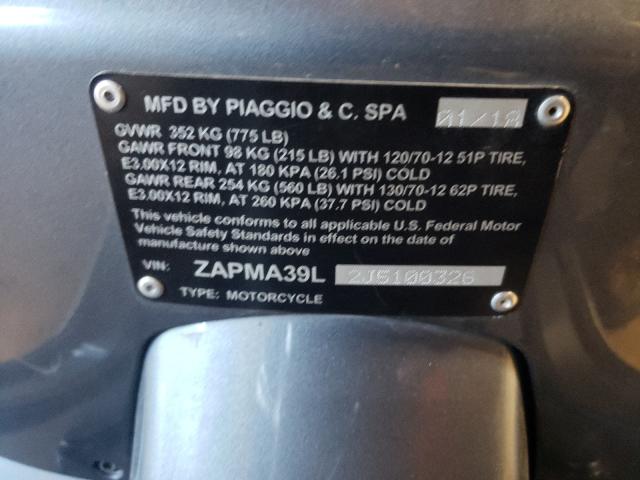 MFD BY PIAGGIO & C. SPA 01/18
GVWR 352 KG (775 LB)
GAWR FRONT 98 KG (215 LB) WITH 120/70-12 51P TIRE,
E3.00X12 RIM, AT 180 KPA (26.1 PSI) COLD
GAWR REAR 254 KG (560 LB) WITH 130/70-12 62P TIRE,
E3.00X12 RIM, AT 260 KPA (37.7 PSI) COLD
This vehicle conforms to all applicable U.S. Federal Motor
Vehicle Safety Standards in effect on the date of
manufacture shown above
VIN: ZAPMA39L 2J5100326
TYPE: MOTORCYCLE